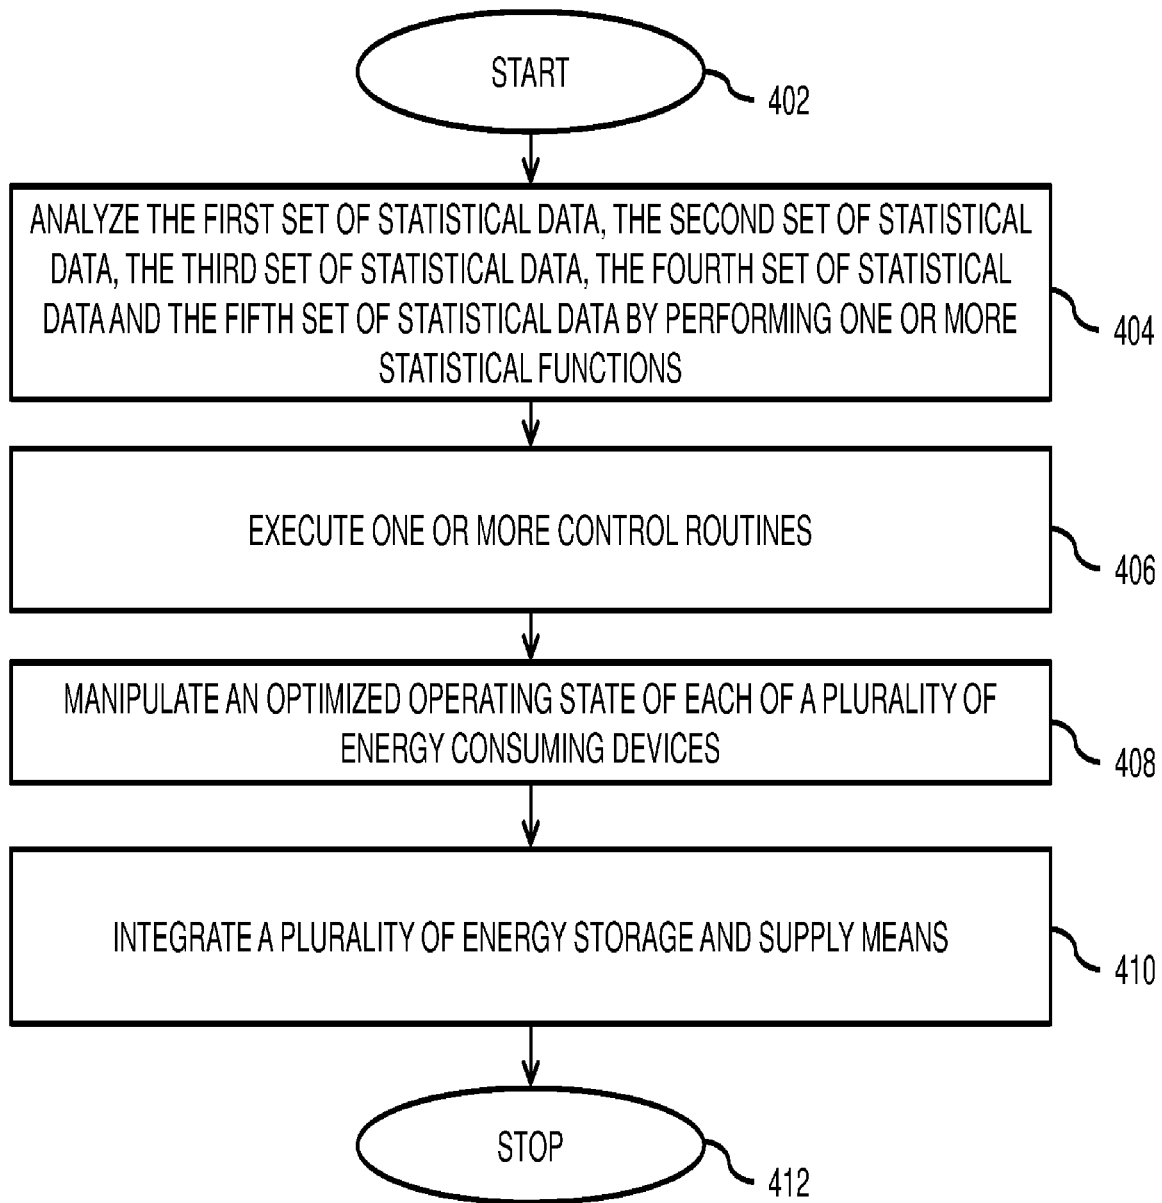 START
402
ANALYZE THE FIRST SET OF STATISTICAL DATA, THE SECOND SET OF STATISTICAL
DATA, THE THIRD SET OF STATISTICAL DATA, THE FOURTH SET OF STATISTICAL
DATA AND THE FIFTH SET OF STATISTICAL DATA BY PERFORMING ONE OR MORE
STATISTICAL FUNCTIONS
404
EXECUTE ONE OR MORE CONTROL ROUTINES
406
MANIPULATE AN OPTIMIZED OPERATING STATE OF EACH OF A PLURALITY OF
ENERGY CONSUMING DEVICES
408
INTEGRATE A PLURALITY OF ENERGY STORAGE AND SUPPLY MEANS
410
STOP
412